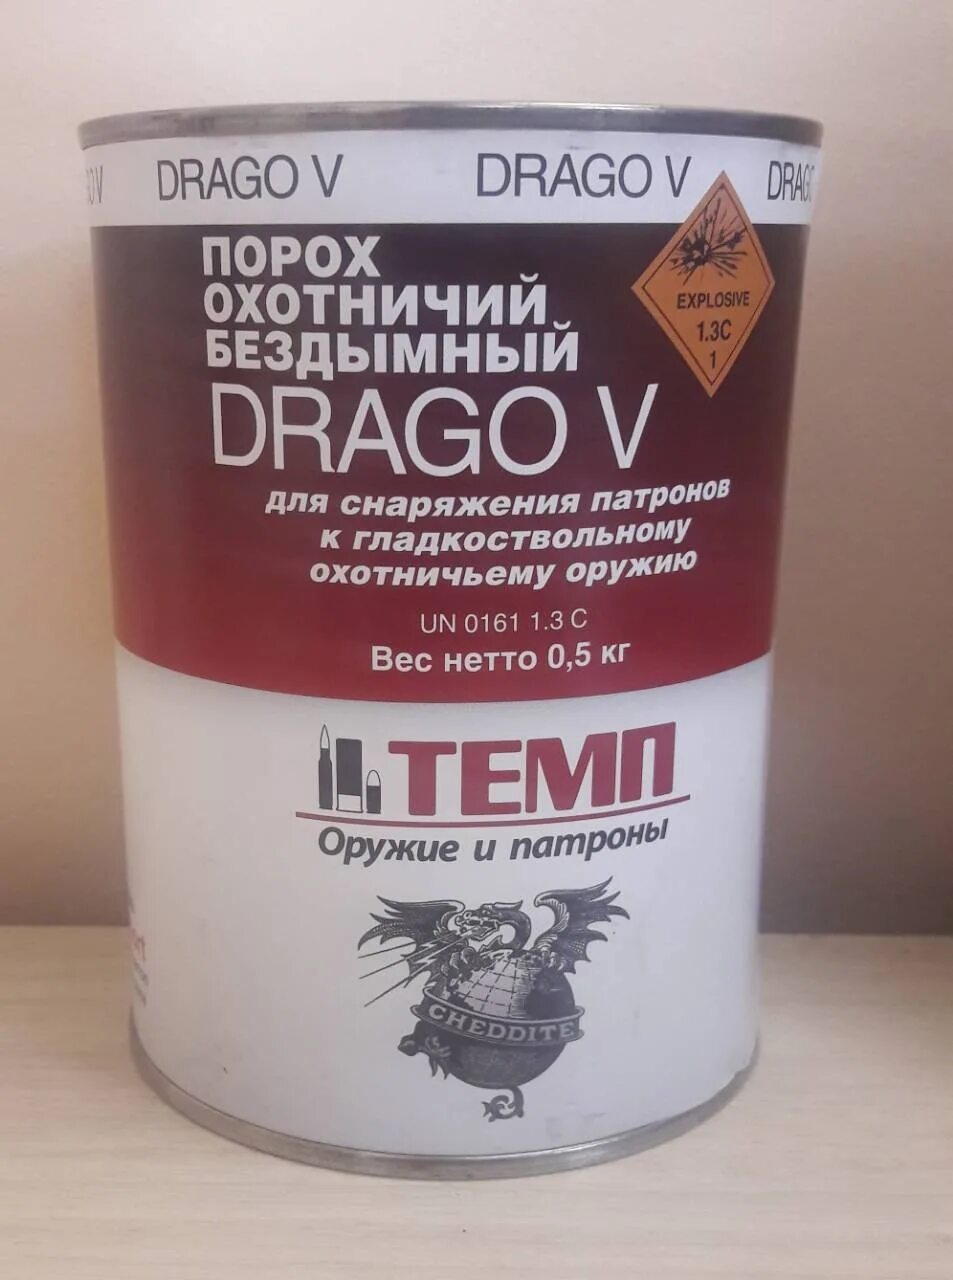 DRAGO V
DRAGO V
ПОРОХ
ОХОТНИЧИЙ
БЕЗДЫМНЫЙ
DRAGO V
EXPLOSIVE
1.3C
1
для снаряжения патронов
к гладкоствольному
охотничьему оружию
UN 0161 1.3 C
Вес нетто 0,5 кг
ТЕМП
Оружие и патроны
CHEDDITE